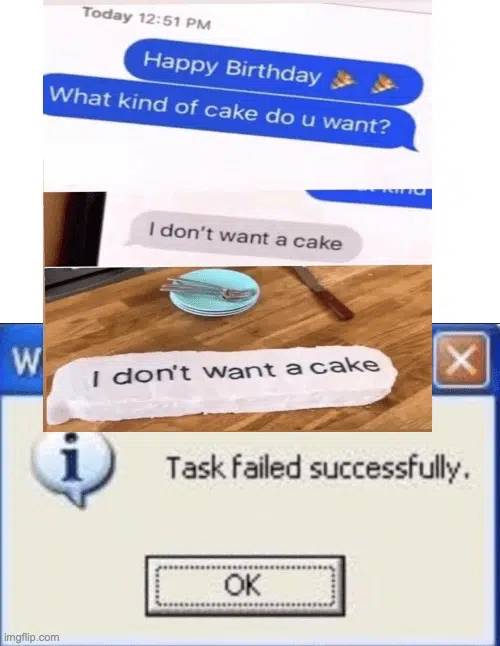 Today 12:51 PM
Happy Birthday 🎉 🎉
What kind of cake do u want?
I don't want a cake
I don't want a cake
W
Task failed successfully.
OK
imgflip.com